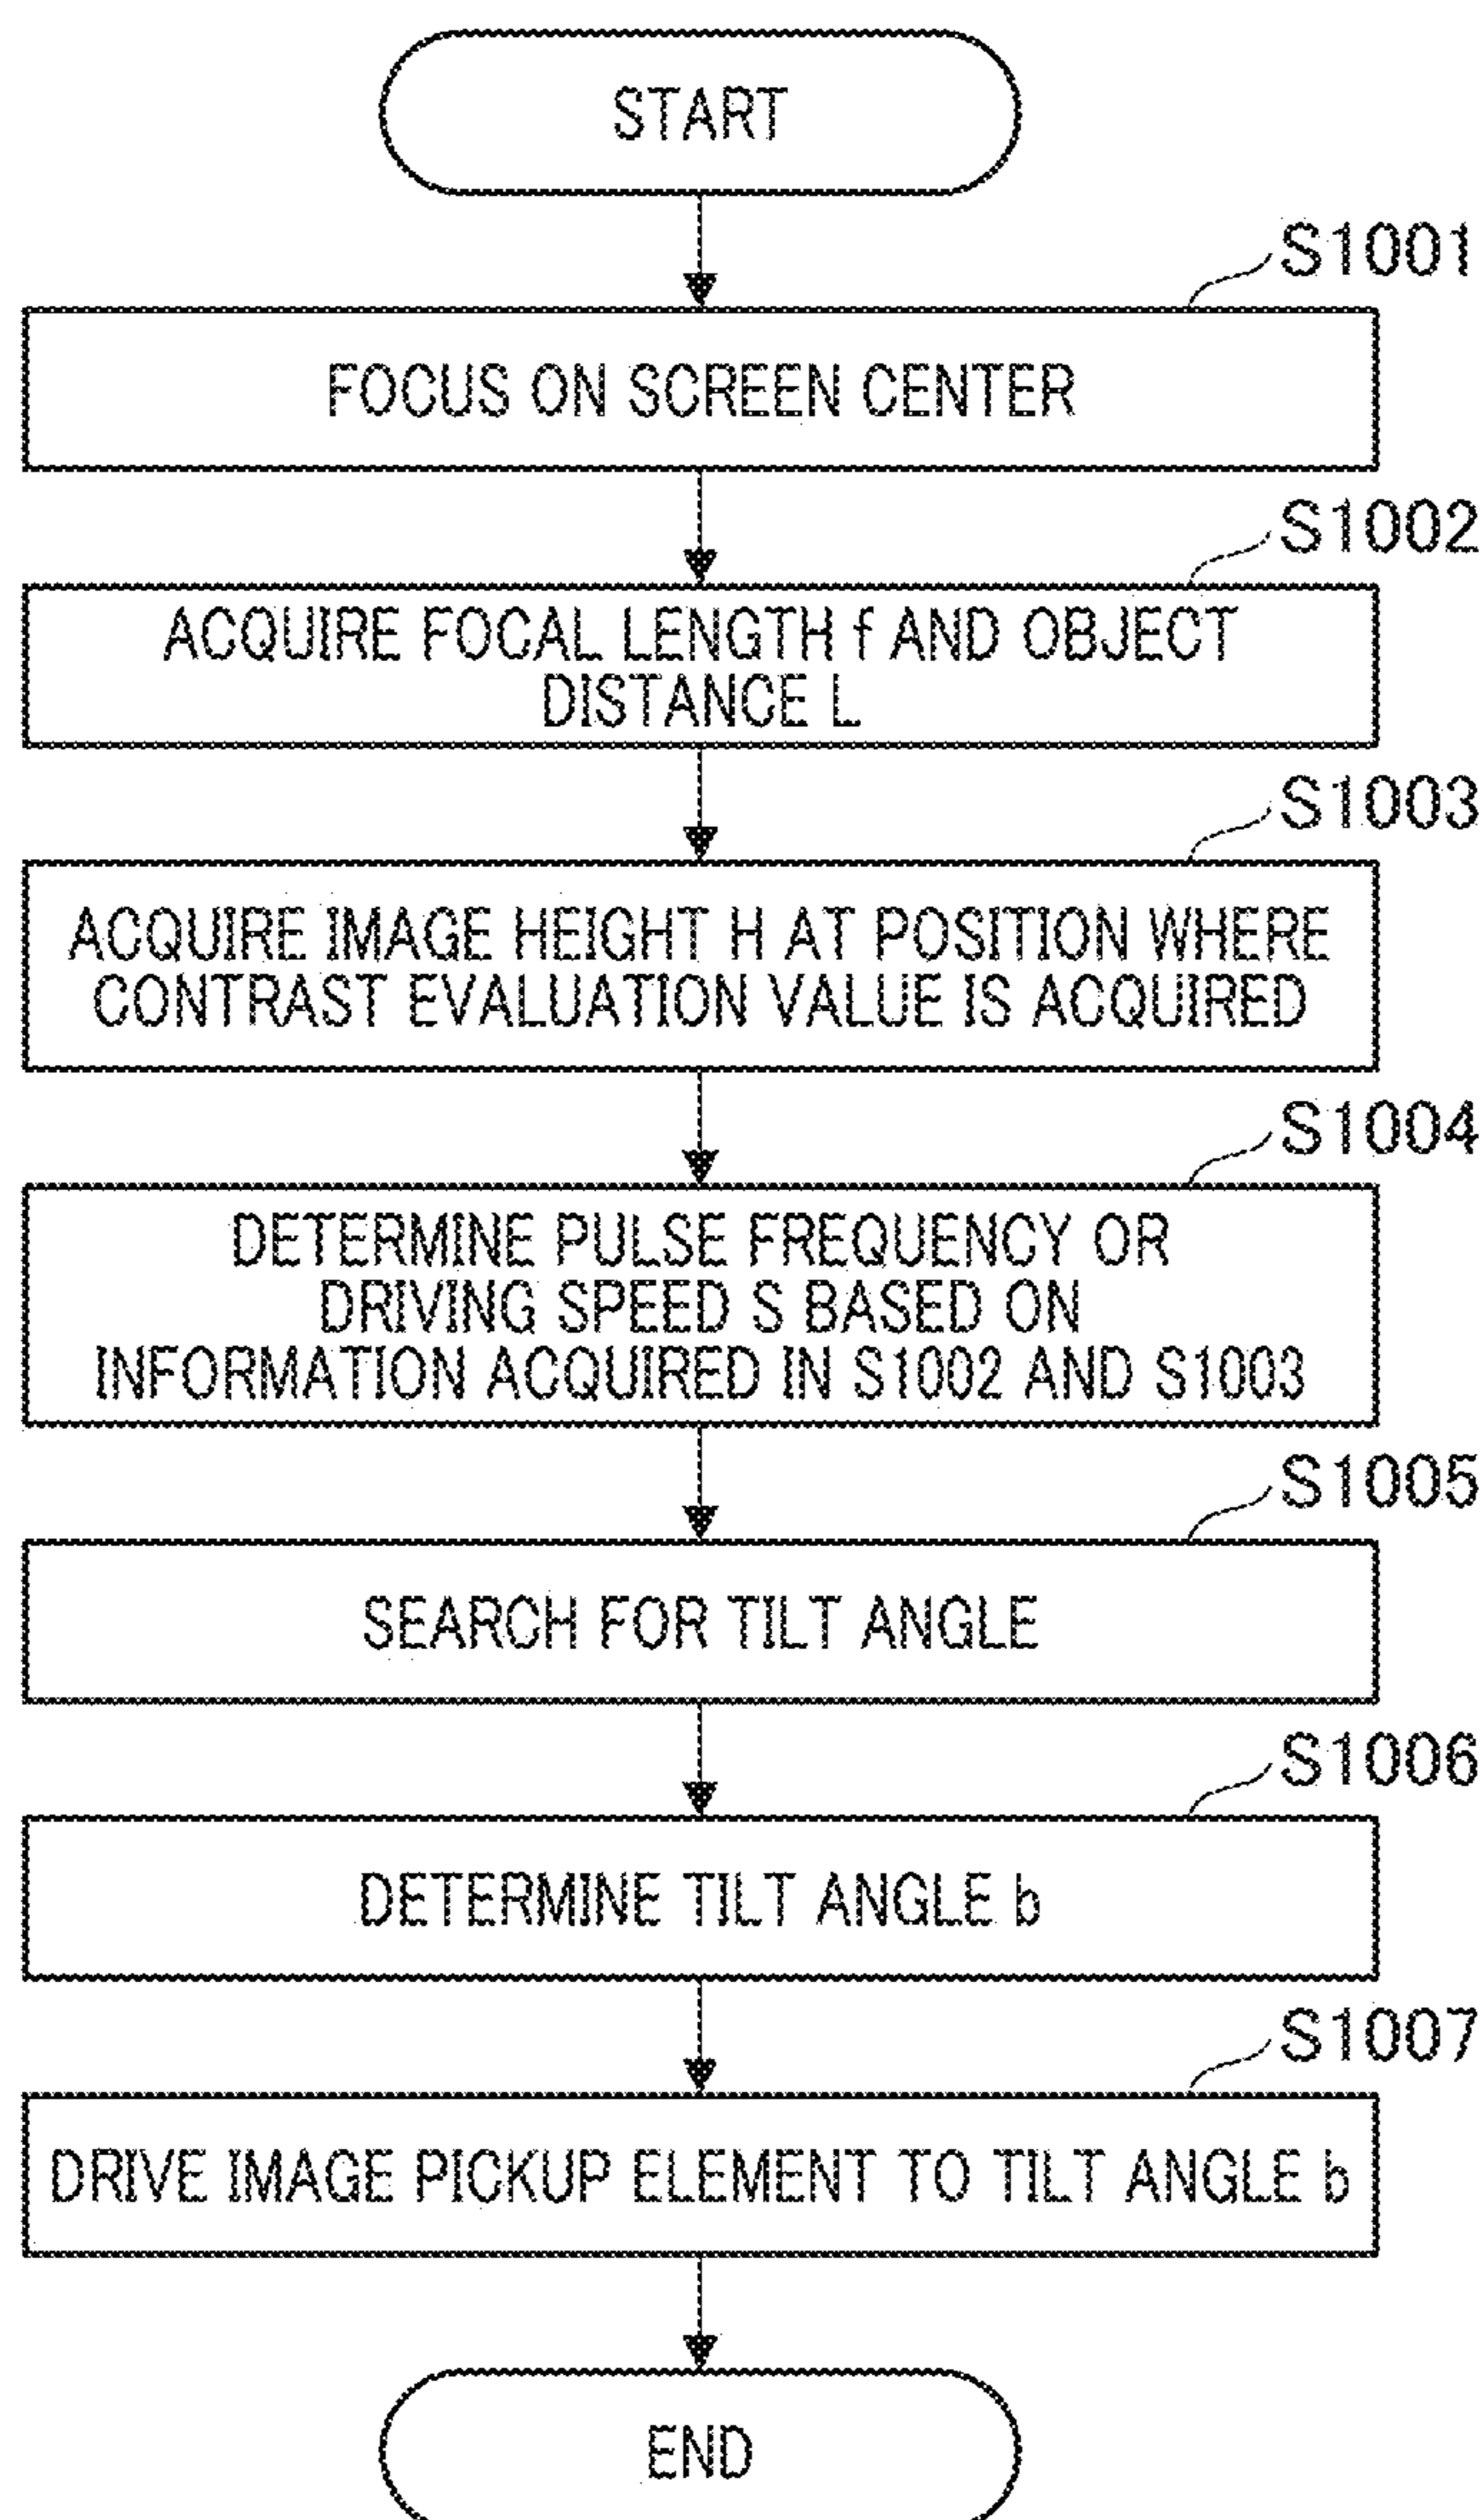 START
S1001
FOCUS ON SCREEN CENTER
S1002
ACQUIRE FOCAL LENGTH f AND OBJECT
DISTANCE L
S1003
ACQUIRE IMAGE HEIGHT H AT POSITION WHERE
CONTRAST EVALUATION VALUE IS ACQUIRED
S1004
DETERMINE PULSE FREQUENCY OR
DRIVING SPEED S BASED ON
INFORMATION ACQUIRED IN S1002 AND S1003
S1005
SEARCH FOR TILT ANGLE
S1006
DETERMINE TILT ANGLE b
S1007
DRIVE IMAGE PICKUP ELEMENT TO TILT ANGLE b
END